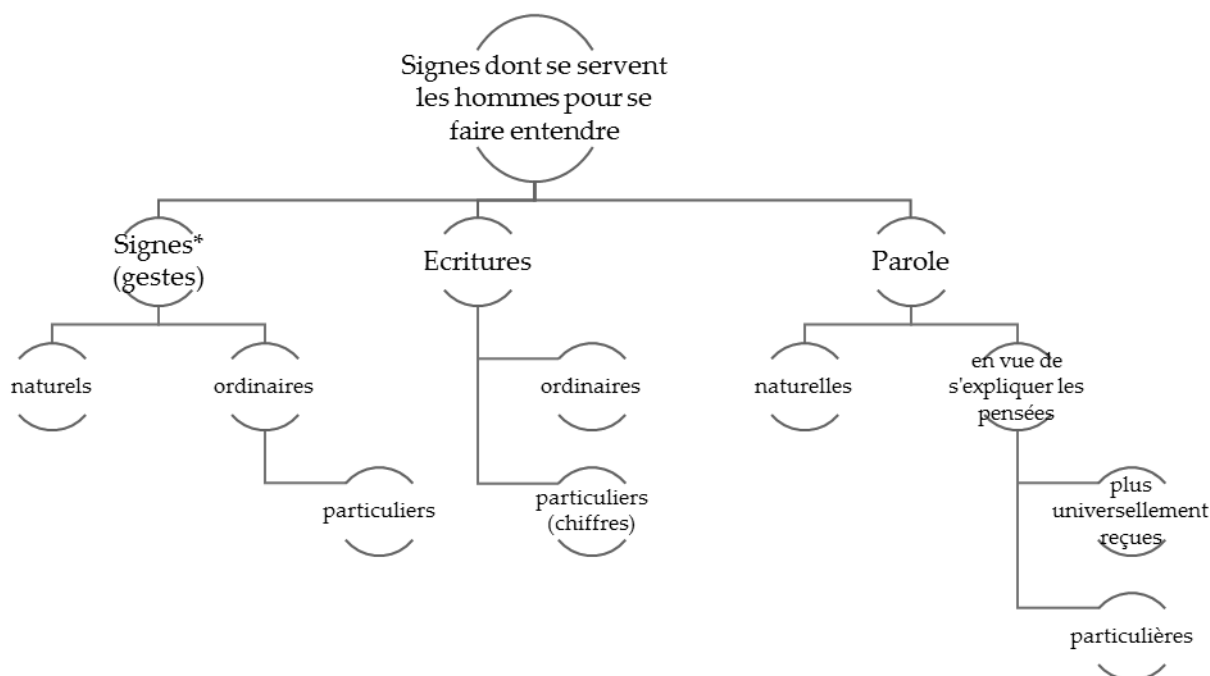 Signes dont se servent
les hommes pour se
faire entendre
Signes*
(gestes)
Ecritures
Parole
naturels
ordinaires
ordinaires
naturelles
en vue de
s'expliquer les
pensées
particuliers
particuliers
(chiffres)
plus
universellement
reçues
particulières